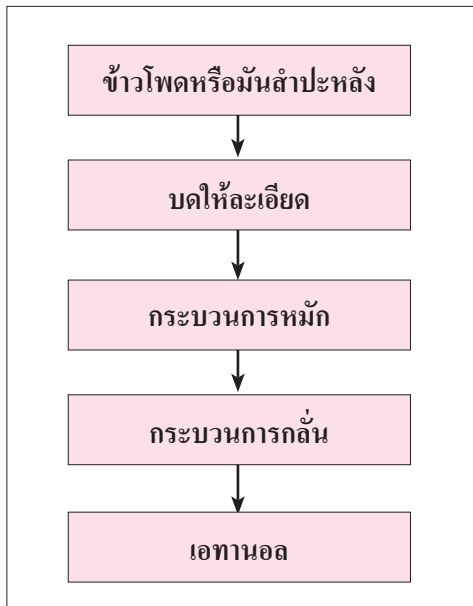 ข้าวโพดหรือมันสำปะหลัง
บดให้ละเอียด
กระบวนการหมัก
กระบวนการกลั่น
เอทานอล